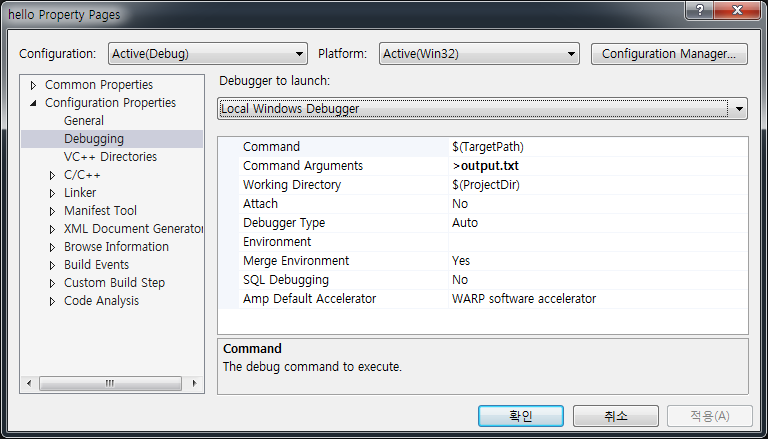 hello Property Pages
Configuration: Active(Debug) Platform: Active(Win32) Configuration Manager...
Common Properties
Configuration Properties
General
Debugging
VC++ Directories
C/C++
Linker
Manifest Tool
XML Document Generator
Browse Information
Build Events
Custom Build Step
Code Analysis
Debugger to launch:
Local Windows Debugger
Command $(TargetPath)
Command Arguments >output.txt
Working Directory $(ProjectDir)
Attach No
Debugger Type Auto
Environment
Merge Environment Yes
SQL Debugging No
Amp Default Accelerator WARP software accelerator
Command
The debug command to execute.
확인 취소 적용(A)